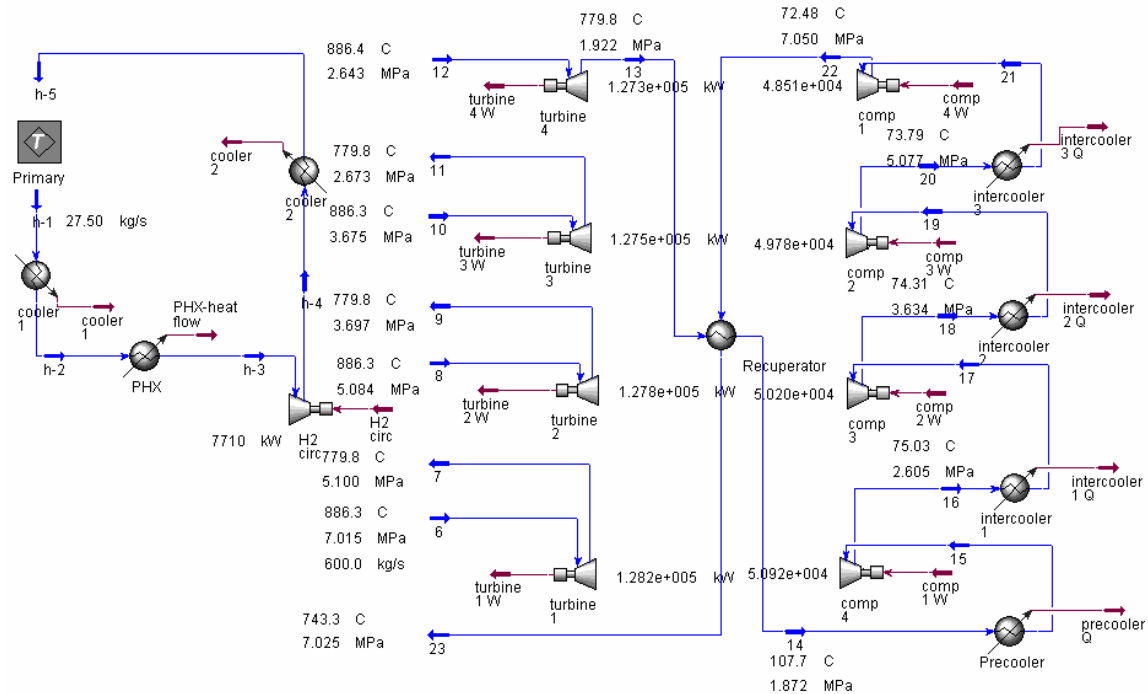 886.4 C
2.643 MPa
12
779.8 C
1.922 MPa
13
72.48 C
7.050 MPa
22
21
h-5
turbine
4 W
turbine
4
1.273e+005 kW
4.851e+004
comp
1
comp
4 W
intercooler
3 Q
T
Primary
cooler
2
cooler
2
779.8 C
2.673 MPa
11
73.79 C
5.077 MPa
20
intercooler
3
h-1
27.50 kg/s
886.3 C
3.675 MPa
10
turbine
3 W
turbine
3
1.275e+005 kW
19
4.978e+004
comp
2
comp
3 W
cooler
1
cooler
1
PHX-heat
flow
h-4
779.8 C
3.697 MPa
9
74.31 C
3.634 MPa
18
intercooler
2
intercooler
2 Q
h-2
PHX
h-3
886.3 C
5.084 MPa
8
turbine
2 W
turbine
2
1.278e+005 kW
Recuperator
17
5.020e+004
comp
3
comp
2 W
7710 kW
H2
circ
H2
circ
779.8 C
5.100 MPa
7
75.03 C
2.605 MPa
16
intercooler
1
intercooler
1 Q
886.3 C
7.015 MPa
600.0 kg/s
6
turbine
1 W
turbine
1
1.282e+005 kW
15
5.092e+004
comp
4
comp
1 W
743.3 C
7.025 MPa
23
14
107.7 C
1.872 MPa
Precooler
precooler
Q